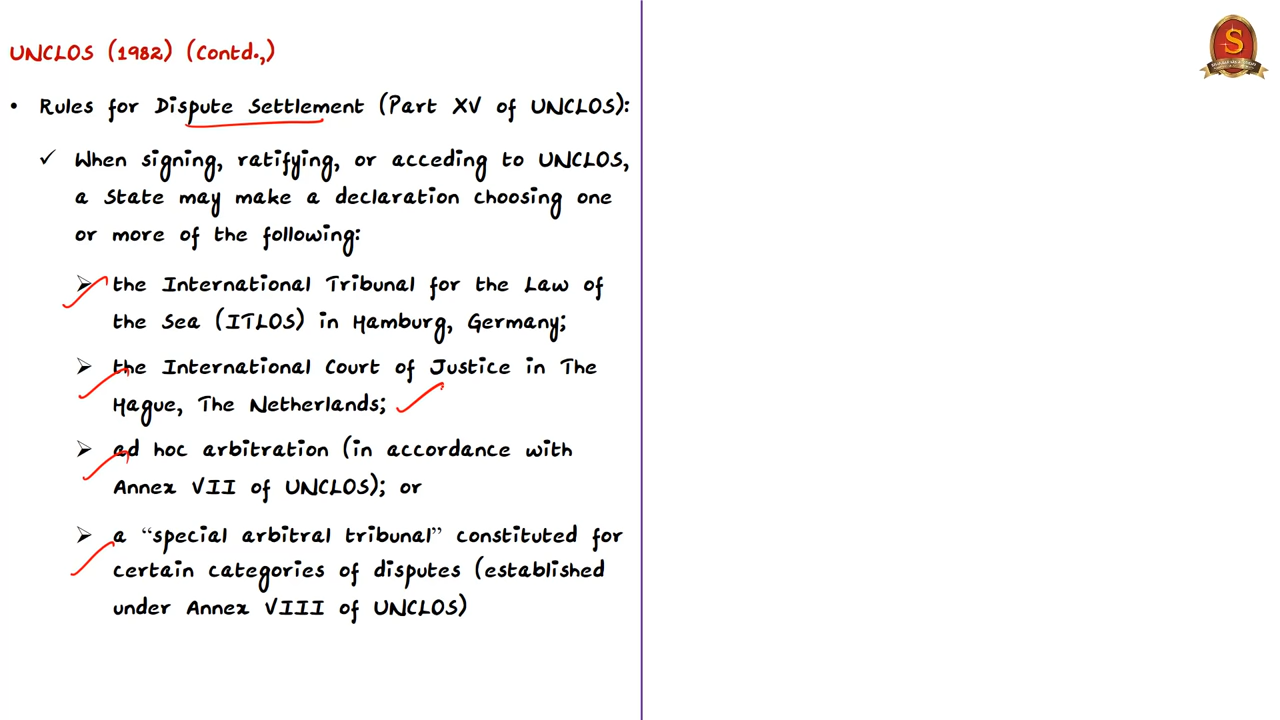 UNCLOS (1982) (Contd.,)
• Rules for Dispute Settlement (Part XV of UNCLOS):
✓ When signing, ratifying, or acceding to UNCLOS,
a State may make a declaration choosing one
or more of the following:
➢ the International Tribunal for the Law of
the Sea (ITLOS) in Hamburg, Germany;
➢ the International Court of Justice in The
Hague, The Netherlands;
➢ ad hoc arbitration (in accordance with
Annex VII of UNCLOS); or
➢ a “special arbitral tribunal” constituted for
certain categories of disputes (established
under Annex VIII of UNCLOS)
S